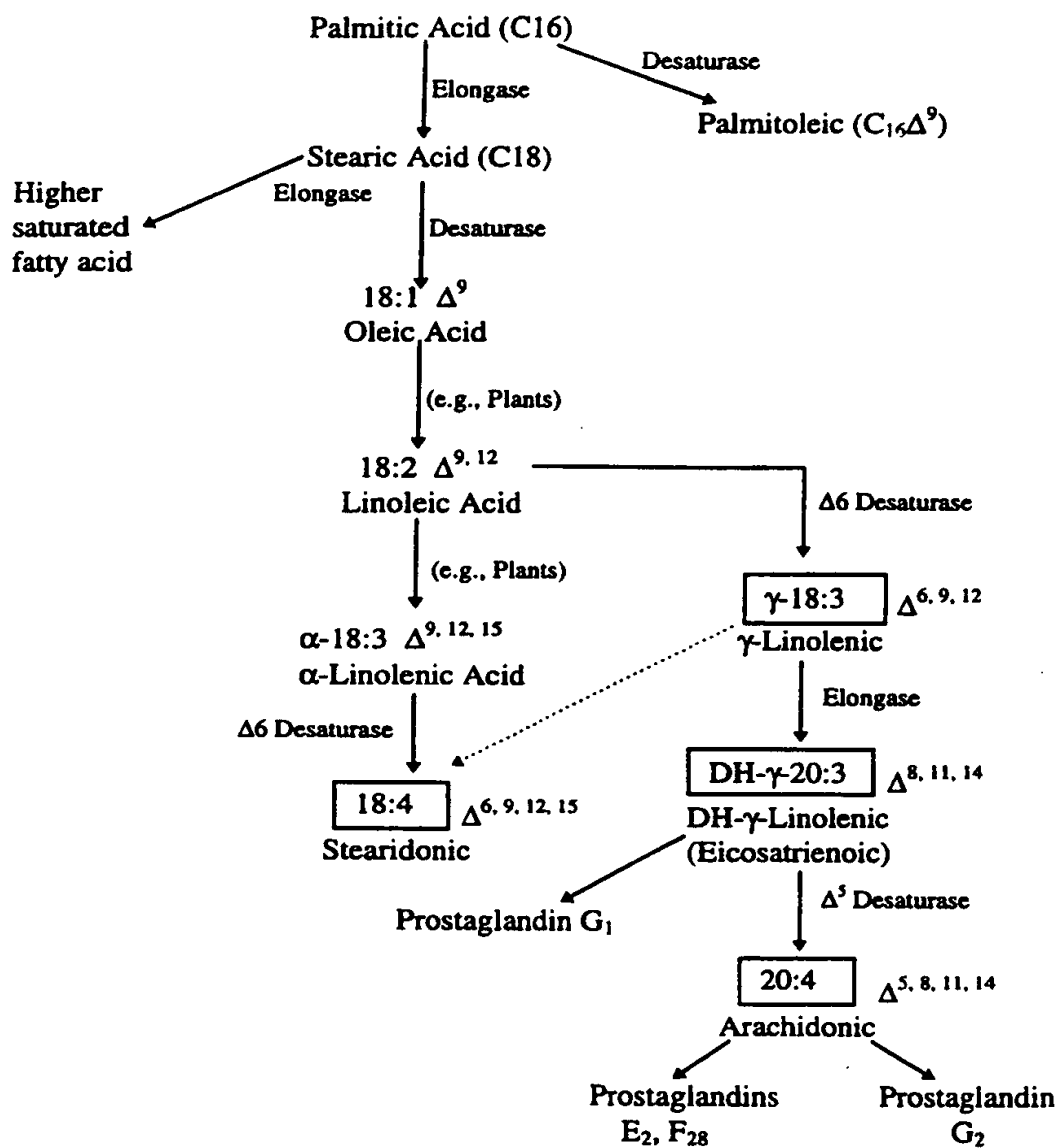 Palmitic Acid (C16)
Desaturase
Elongase
Palmitoleic (C₁₆Δ⁹)
Stearic Acid (C18)
Elongase
Higher
saturated
fatty acid
Desaturase
18:1 Δ⁹
Oleic Acid
(e.g., Plants)
18:2 Δ⁹, ¹²
Linoleic Acid
Δ6 Desaturase
(e.g., Plants)
γ-18:3 Δ⁶, ⁹, ¹²
γ-Linolenic
α-18:3 Δ⁹, ¹², ¹⁵
α-Linolenic Acid
Elongase
Δ6 Desaturase
DH-γ-20:3 Δ⁸, ¹¹, ¹⁴
DH-γ-Linolenic
(Eicosatrienoic)
18:4 Δ⁶, ⁹, ¹², ¹⁵
Stearidonic
Δ⁵ Desaturase
Prostaglandin G₁
20:4 Δ⁵, ⁸, ¹¹, ¹⁴
Arachidonic
Prostaglandins
E₂, F₂₈
Prostaglandin
G₂